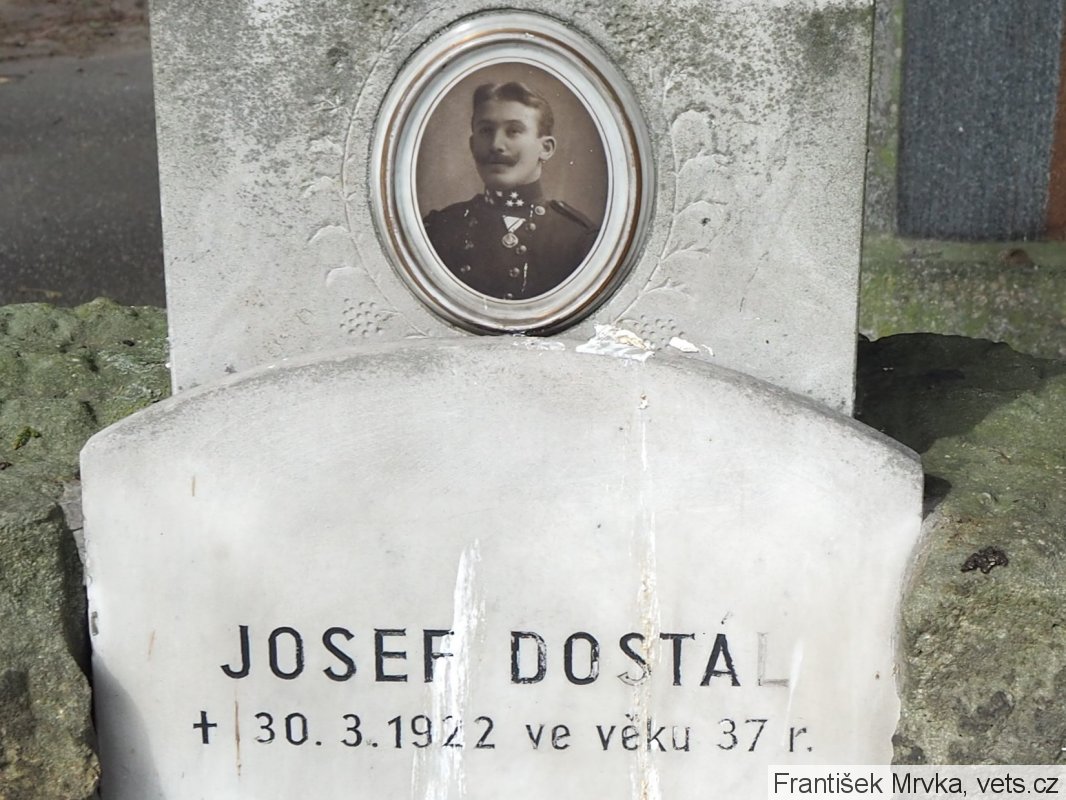 JOSEF DOSTÁL
+ 30. 3. 1922 ve věku 37 r.
František Mrvka, vets.cz